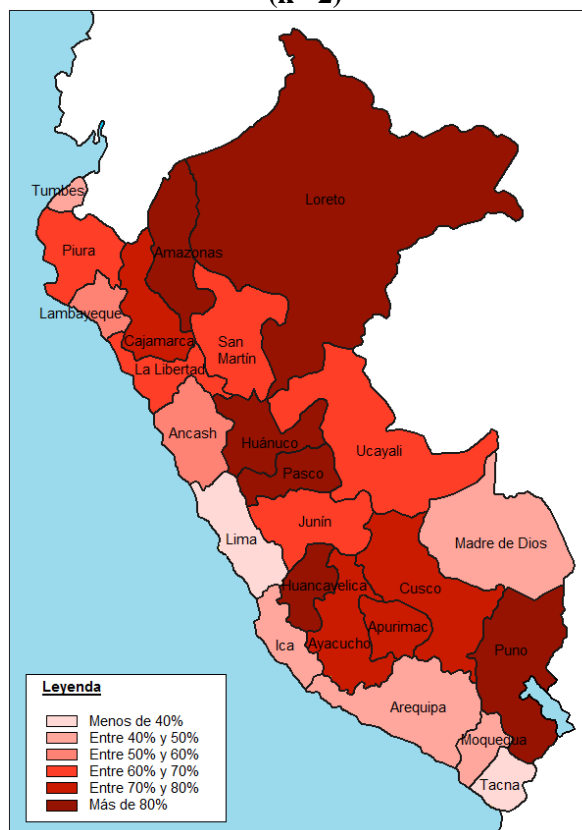 (k=2)
Tumbes
Loreto
Piura
Amazonas
Lambayeque
Cajamarca
San
Martín
La Libertad
Ancash
Huánuco
Ucayali
Pasco
Junín
Lima
Madre de Dios
Huancavelica
Cusco
Ica
Ayacucho
Apurimac
Puno
Arequipa
Moquegua
Tacna
Leyenda
Menos de 40%
Entre 40% y 50%
Entre 50% y 60%
Entre 60% y 70%
Entre 70% y 80%
Más de 80%